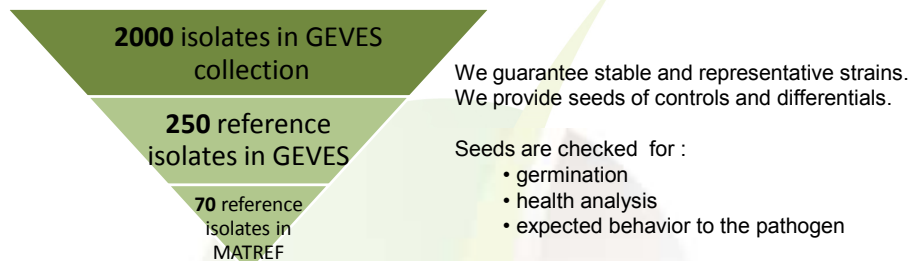 2000 isolates in GEVES
collection
250 reference
isolates in GEVES
70 reference
isolates in
MATREF
We guarantee stable and representative strains.
We provide seeds of controls and differentials.
Seeds are checked for :
• germination
• health analysis
• expected behavior to the pathogen